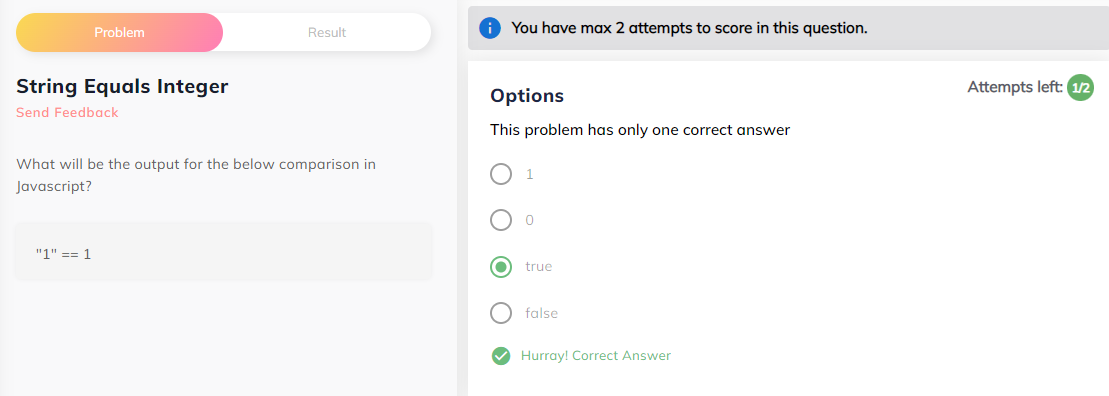 Problem
Result
String Equals Integer
Send Feedback
What will be the output for the below comparison in
Javascript?
"1" == 1
You have max 2 attempts to score in this question.
Attempts left: 1/2
Options
This problem has only one correct answer
1
0
true
false
Hurray! Correct Answer